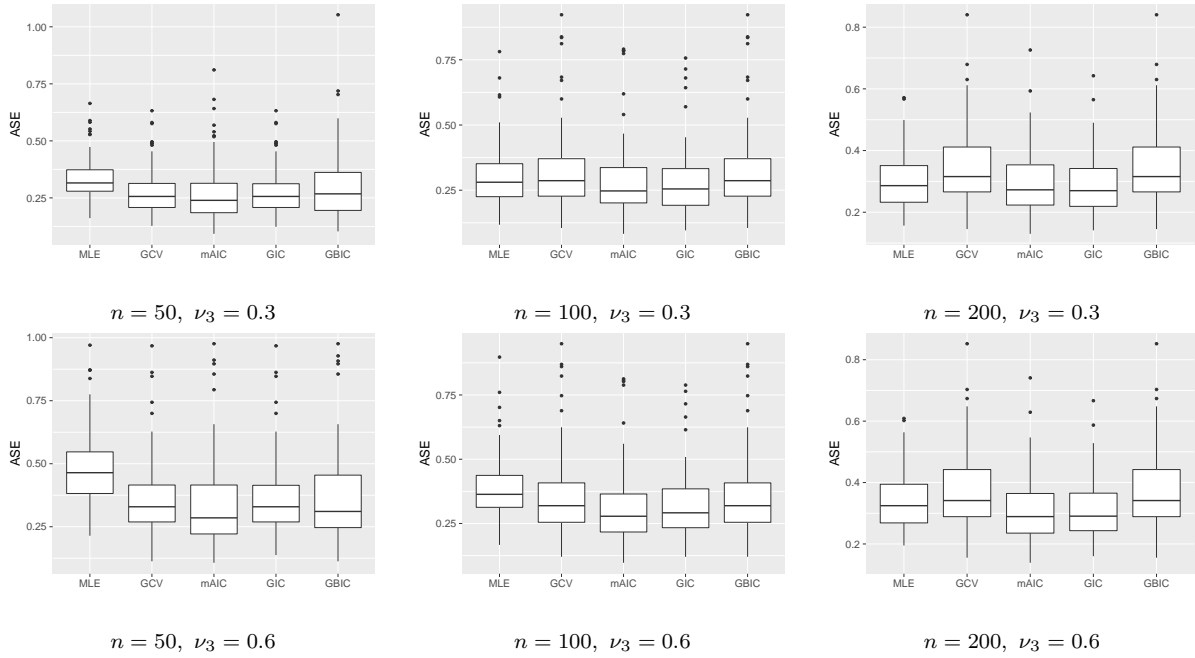 1.00
0.75
0.50
0.25
ASE
MLE GCV mAIC GIC GBIC
0.75
0.50
0.25
ASE
MLE GCV mAIC GIC GBIC
0.8
0.6
0.4
0.2
ASE
MLE GCV mAIC GIC GBIC
n = 50, ν₃ = 0.3
n = 100, ν₃ = 0.3
n = 200, ν₃ = 0.3
1.00
0.75
0.50
0.25
ASE
MLE GCV mAIC GIC GBIC
0.75
0.50
0.25
ASE
MLE GCV mAIC GIC GBIC
0.8
0.6
0.4
0.2
ASE
MLE GCV mAIC GIC GBIC
n = 50, ν₃ = 0.6
n = 100, ν₃ = 0.6
n = 200, ν₃ = 0.6